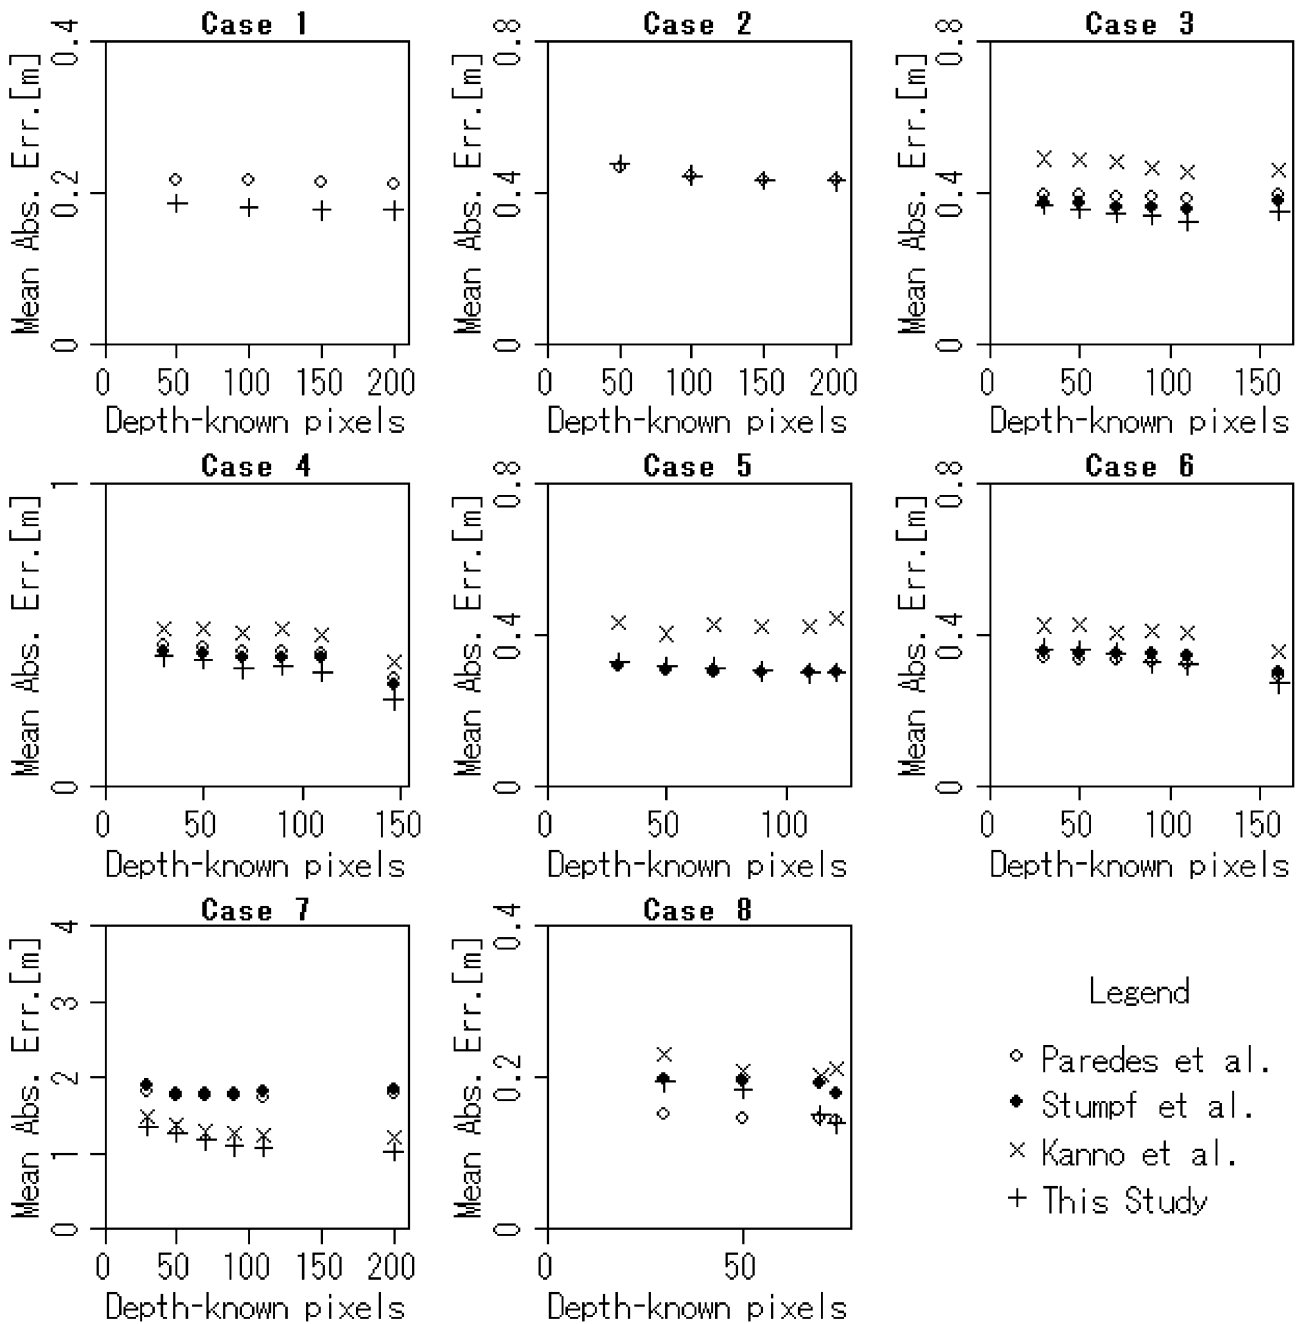 Case 1
Mean Abs. Err.[m]
0 0.2 0.4
0 50 100 150 200
Depth-known pixels
Case 2
Mean Abs. Err.[m]
0 0.4 0.8
0 50 100 150 200
Depth-known pixels
Case 3
Mean Abs. Err.[m]
0 0.4 0.8
0 50 100 150
Depth-known pixels
Case 4
Mean Abs. Err.[m]
0 1
0 50 100 150
Depth-known pixels
Case 5
Mean Abs. Err.[m]
0 0.4 0.8
0 50 100
Depth-known pixels
Case 6
Mean Abs. Err.[m]
0 0.4 0.8
0 50 100 150
Depth-known pixels
Case 7
Mean Abs. Err.[m]
0 1 2 3 4
0 50 100 150 200
Depth-known pixels
Case 8
Mean Abs. Err.[m]
0 0.2 0.4
0 50
Depth-known pixels
Legend
Paredes et al.
Stumpf et al.
Kanno et al.
This Study